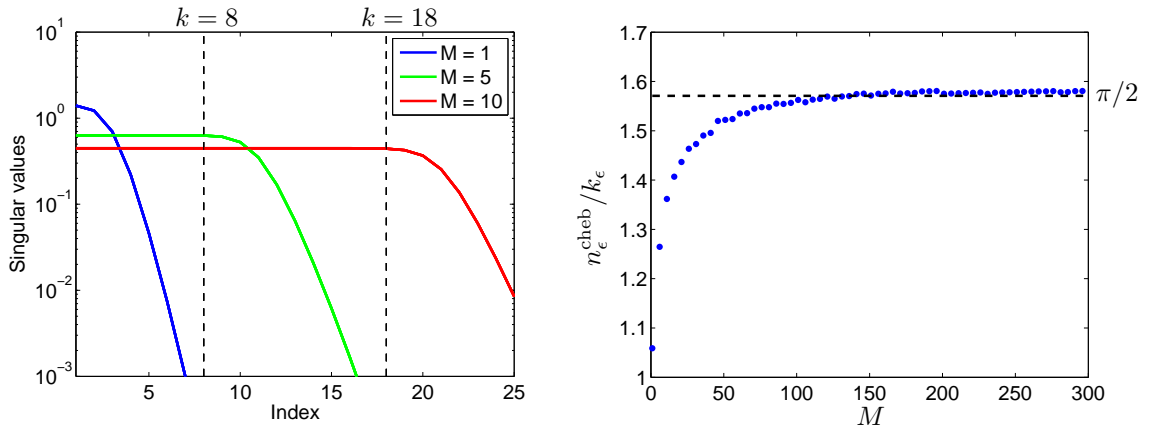 k = 8
k = 18
10^1
10^0
10^-1
10^-2
10^-3
Singular values
M = 1
M = 5
M = 10
5
10
15
20
25
Index
1.7
1.6
1.5
1.4
1.3
1.2
1.1
1
n_ϵ^cheb/k_ϵ
π/2
0
50
100
150
200
250
300
M